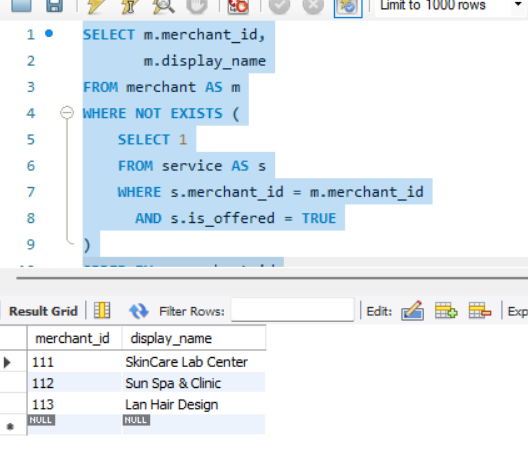 Limit to 1000 rows
1 SELECT m.merchant_id,
2 m.display_name
3 FROM merchant AS m
4 WHERE NOT EXISTS (
5 SELECT 1
6 FROM service AS s
7 WHERE s.merchant_id = m.merchant_id
8 AND s.is_offered = TRUE
9 )
Result Grid Filter Rows: Edit: Exp
merchant_id display_name
111 SkinCare Lab Center
112 Sun Spa & Clinic
113 Lan Hair Design
NULL NULL